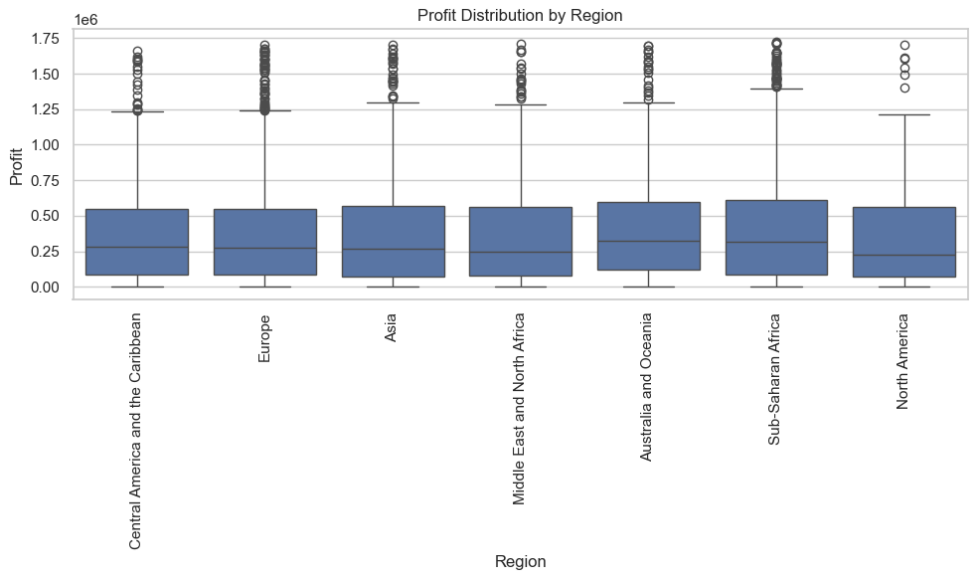 Profit Distribution by Region
1e6
1.75
1.50
1.25
1.00
0.75
0.50
0.25
0.00
Profit
Central America and the Caribbean
Europe
Asia
Middle East and North Africa
Australia and Oceania
Sub-Saharan Africa
North America
Region